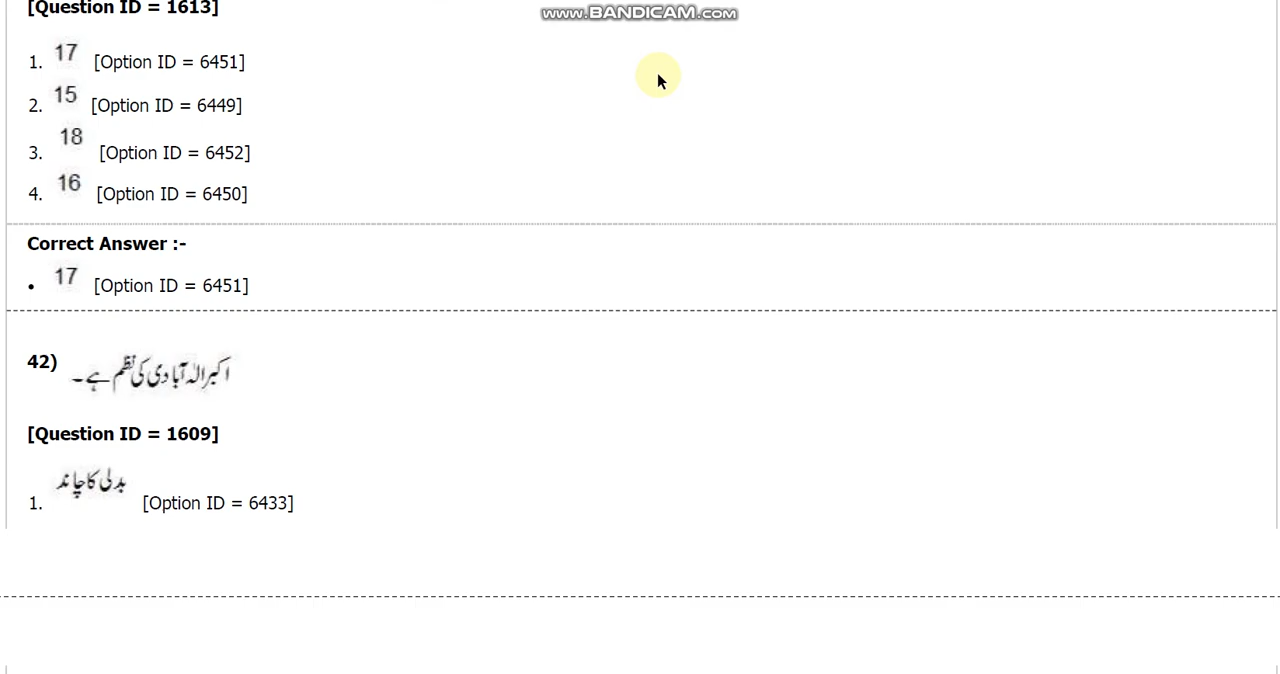 [Question ID = 1613]
www.BANDICAM.com
1. 17 [Option ID = 6451]
2. 15 [Option ID = 6449]
3. 18 [Option ID = 6452]
4. 16 [Option ID = 6450]
Correct Answer :-
• 17 [Option ID = 6451]
42) اکبر الٰہ آبادی کی نظم ہے۔
[Question ID = 1609]
1. بدلی کا چاند [Option ID = 6433]